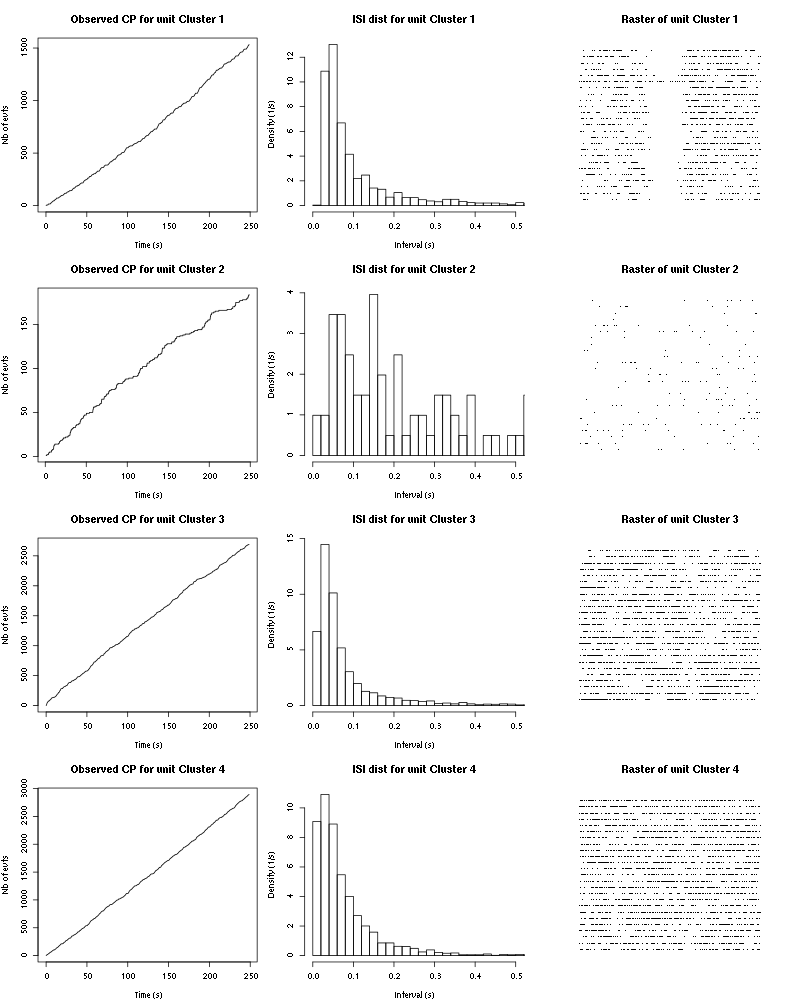 Observed CP for unit Cluster 1
ISI dist for unit Cluster 1
Raster of unit Cluster 1
Nb of evts
0 500 1000 1500
0 50 100 150 200 250
Time (s)
Density (1/s)
0 2 4 6 8 10 12
0.0 0.1 0.2 0.3 0.4 0.5
Interval (s)
Observed CP for unit Cluster 2
ISI dist for unit Cluster 2
Raster of unit Cluster 2
Nb of evts
0 50 100 150
0 50 100 150 200 250
Time (s)
Density (1/s)
0 1 2 3 4
0.0 0.1 0.2 0.3 0.4 0.5
Interval (s)
Observed CP for unit Cluster 3
ISI dist for unit Cluster 3
Raster of unit Cluster 3
Nb of evts
0 500 1000 1500 2000 2500
0 50 100 150 200 250
Time (s)
Density (1/s)
0 5 10 15
0.0 0.1 0.2 0.3 0.4 0.5
Interval (s)
Observed CP for unit Cluster 4
ISI dist for unit Cluster 4
Raster of unit Cluster 4
Nb of evts
0 500 1000 1500 2000 2500 3000
0 50 100 150 200 250
Time (s)
Density (1/s)
0 2 4 6 8 10
0.0 0.1 0.2 0.3 0.4 0.5
Interval (s)